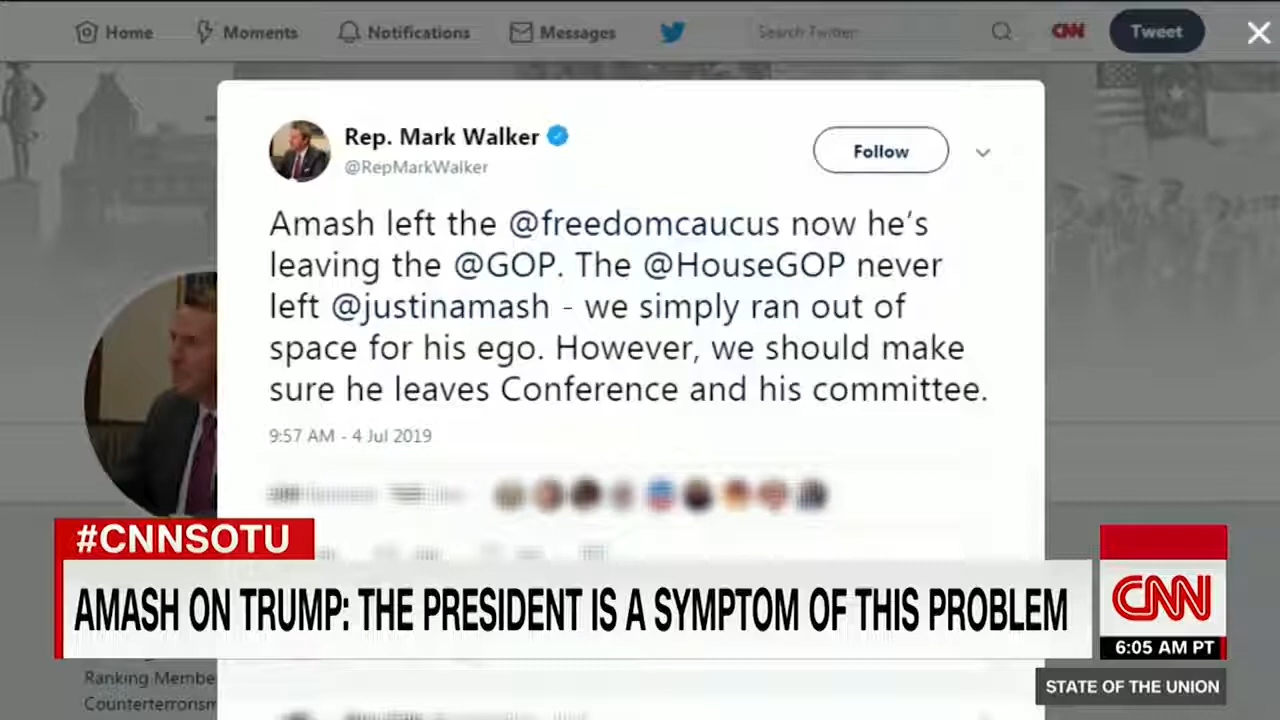 Home Moments Notifications Messages Search Twitter CNN Tweet
Rep. Mark Walker
@RepMarkWalker
Follow
Amash left the @freedomcaucus now he's
leaving the @GOP. The @HouseGOP never
left @justinamash - we simply ran out of
space for his ego. However, we should make
sure he leaves Conference and his committee.
9:57 AM - 4 Jul 2019
#CNNSOTU
AMASH ON TRUMP: THE PRESIDENT IS A SYMPTOM OF THIS PROBLEM
CNN
6:05 AM PT
Ranking Membe
Counterterrorism
STATE OF THE UNION